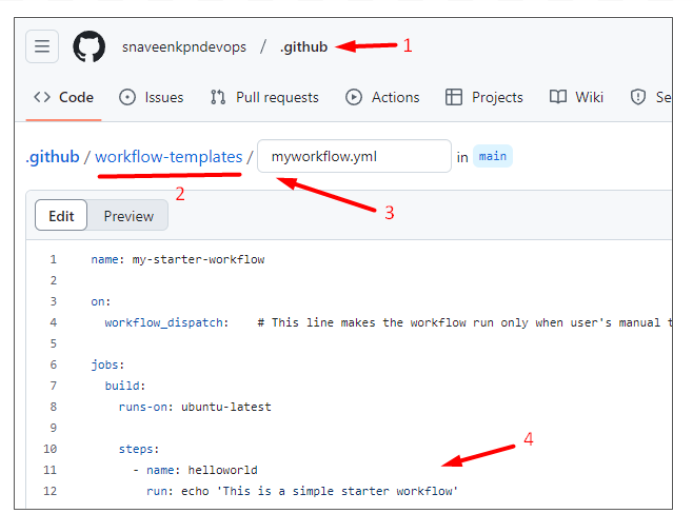 snaveenkpndevops / .github 1
<> Code Issues Pull requests Actions Projects Wiki Se
.github / workflow-templates / myworkflow.yml in main
2
3
Edit Preview
1 name: my-starter-workflow
2
3 on:
4 workflow_dispatch: # This line makes the workflow run only when user's manual t
5
6 jobs:
7 build:
8 runs-on: ubuntu-latest
9
10 steps:
4
11 - name: helloworld
12 run: echo 'This is a simple starter workflow'